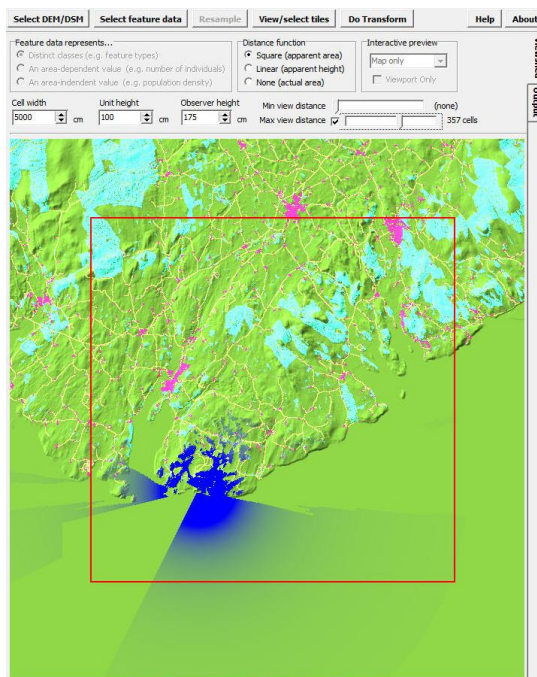 Select DEM/DSM Select feature data Resample View/select tiles Do Transform Help About
Feature data represents... Distance function Interactive preview
Distinct classes (e.g. feature types) Square (apparent area) Map only
An area-dependent value (e.g. number of individuals) Linear (apparent height) Viewport Only
An area-indendent value (e.g. population density) None (actual area)
Cell width Unit height Observer height Min view distance (none)
5000 cm 100 cm 175 cm Max view distance 357 cells
Output